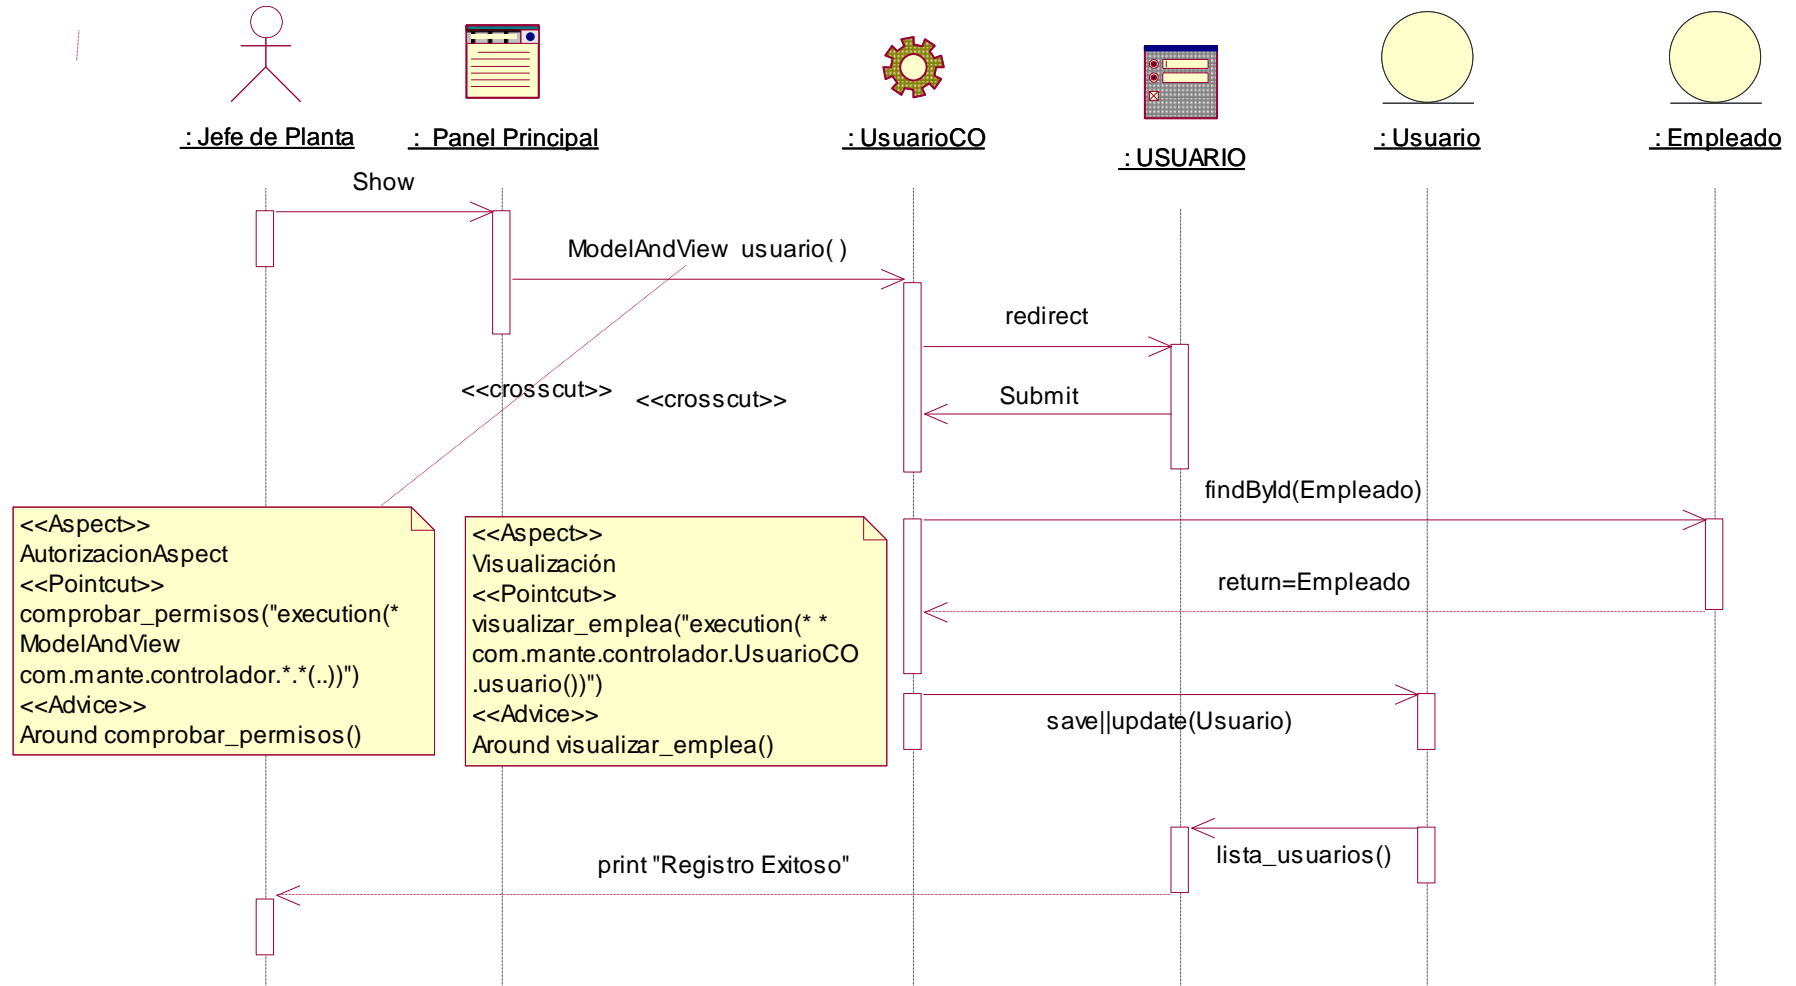 : Jefe de Planta
: Panel Principal
: UsuarioCO
: USUARIO
: Usuario
: Empleado
Show
ModelAndView usuario( )
redirect
<<crosscut>>
<<crosscut>>
Submit
findById(Empleado)
<<Aspect>>
AutorizacionAspect
<<Pointcut>>
comprobar_permisos("execution(*
ModelAndView
com.mante.controlador.*.*(..))")
<<Advice>>
Around comprobar_permisos()
<<Aspect>>
Visualización
<<Pointcut>>
visualizar_emplea("execution(* *
com.mante.controlador.UsuarioCO
.usuario())")
<<Advice>>
Around visualizar_emplea()
return=Empleado
save||update(Usuario)
lista_usuarios()
print "Registro Exitoso"